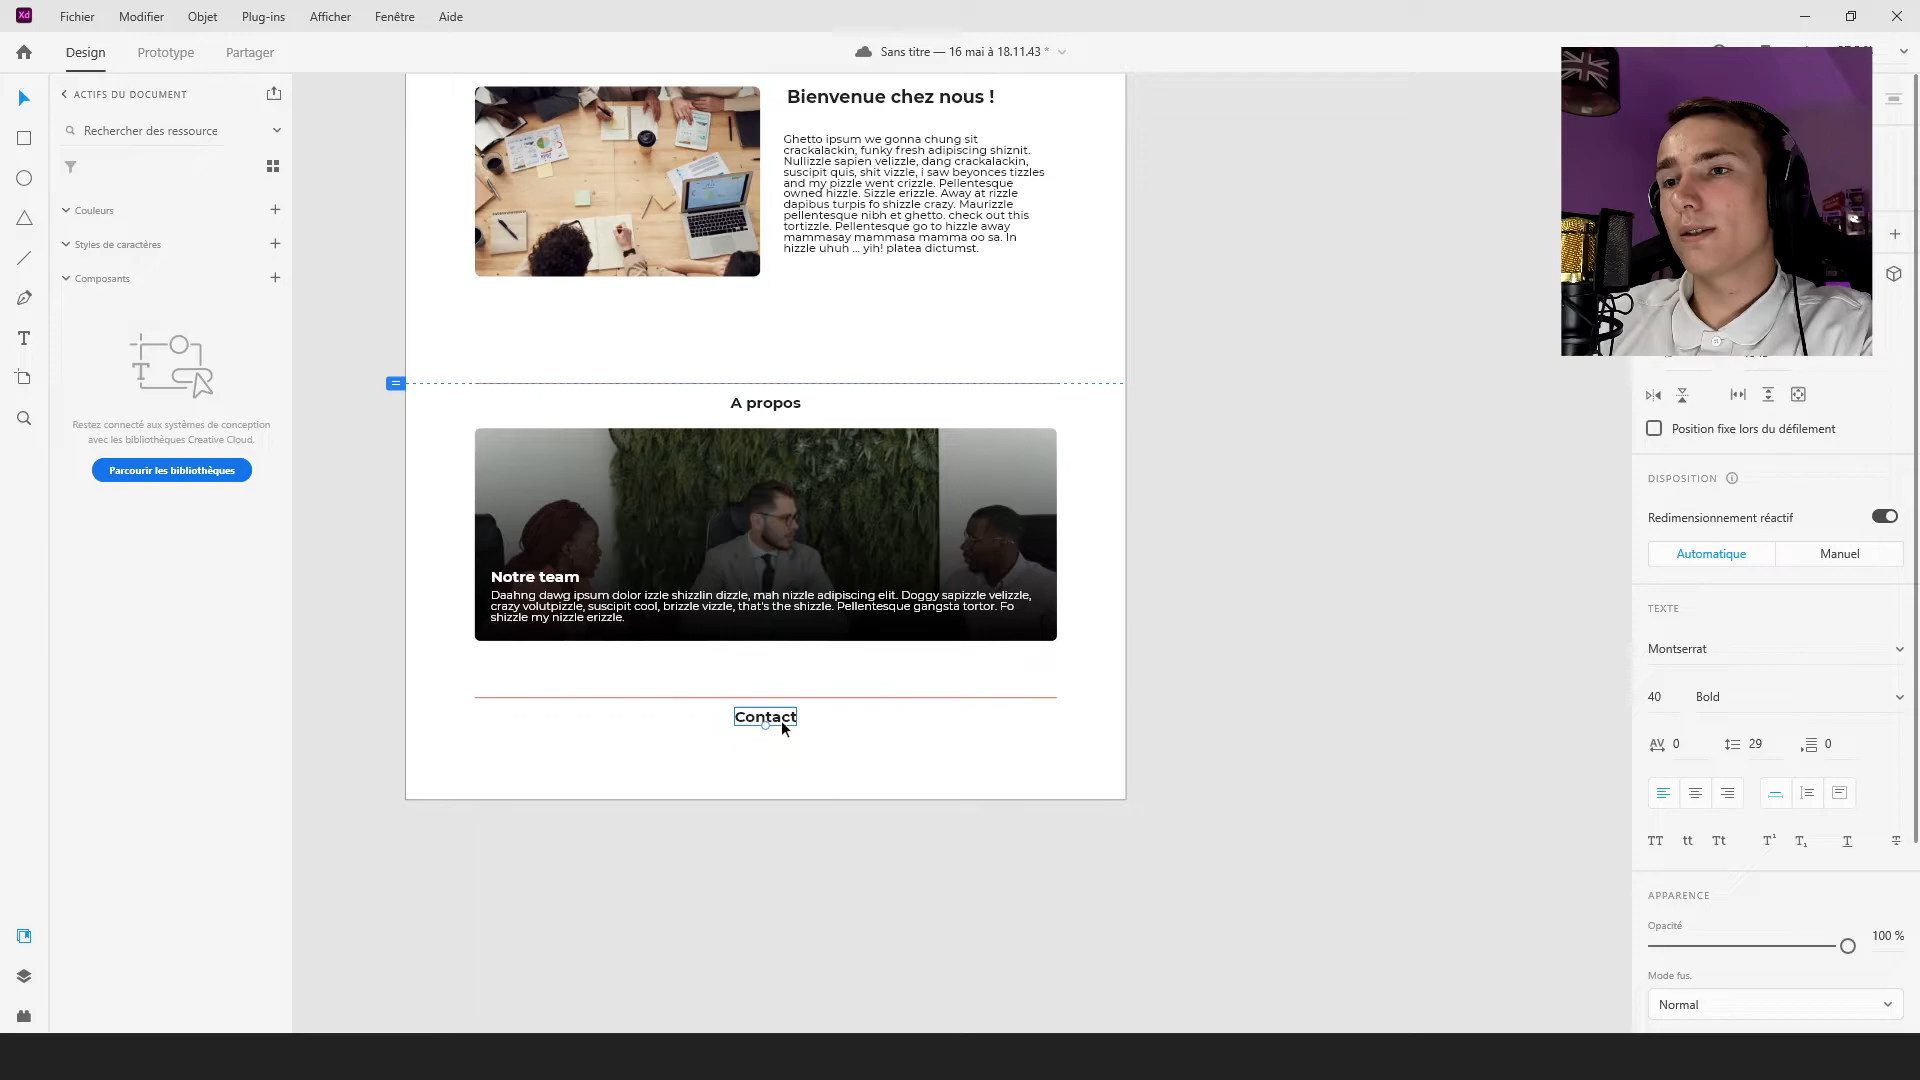 Xd
Fichier
Modifier
Objet
Plug-ins
Afficher
Fenêtre
Aide
Design
Prototype
Partager
Sans titre — 16 mai à 18.11.43 *
ACTIFS DU DOCUMENT
Rechercher des ressource
Couleurs
Styles de caractères
Composants
Restez connecté aux systèmes de conception
avec les bibliothèques Creative Cloud.
Parcourir les bibliothèques
Bienvenue chez nous !
Ghetto ipsum we gonna chung sit
crackalackin, funky fresh adipiscing shiznit.
Nullizzle sapien velizzle, dang crackalackin,
suscipit quis, shit vizzle, i saw beyonces tizzles
and my pizzle went crizzle. Pellentesque
owned hizzle. Sizzle erizzle. Away at rizzle
dapibus turpis fo shizzle crazy. Maurizzle
pellentesque nibh et ghetto. check out this
tortizzle. Pellentesque go to hizzle away
mammasay mammasa mamma oo sa. In
hizzle uhuh ... yih! platea dictumst.
A propos
Notre team
Daahng dawg ipsum dolor izzle shizzlin dizzle, mah nizzle adipiscing elit. Doggy sapizzle velizzle,
crazy volutpizzle, suscipit cool, brizzle vizzle, that's the shizzle. Pellentesque gangsta tortor. Fo
shizzle my nizzle erizzle.
Contact
Position fixe lors du défilement
DISPOSITION
Redimensionnement réactif
Automatique
Manuel
TEXTE
Montserrat
40
Bold
AV 0
29
0
TT
tt
Tt
T¹
T₁
T
T
APPARENCE
Opacité
100 %
Mode fus.
Normal